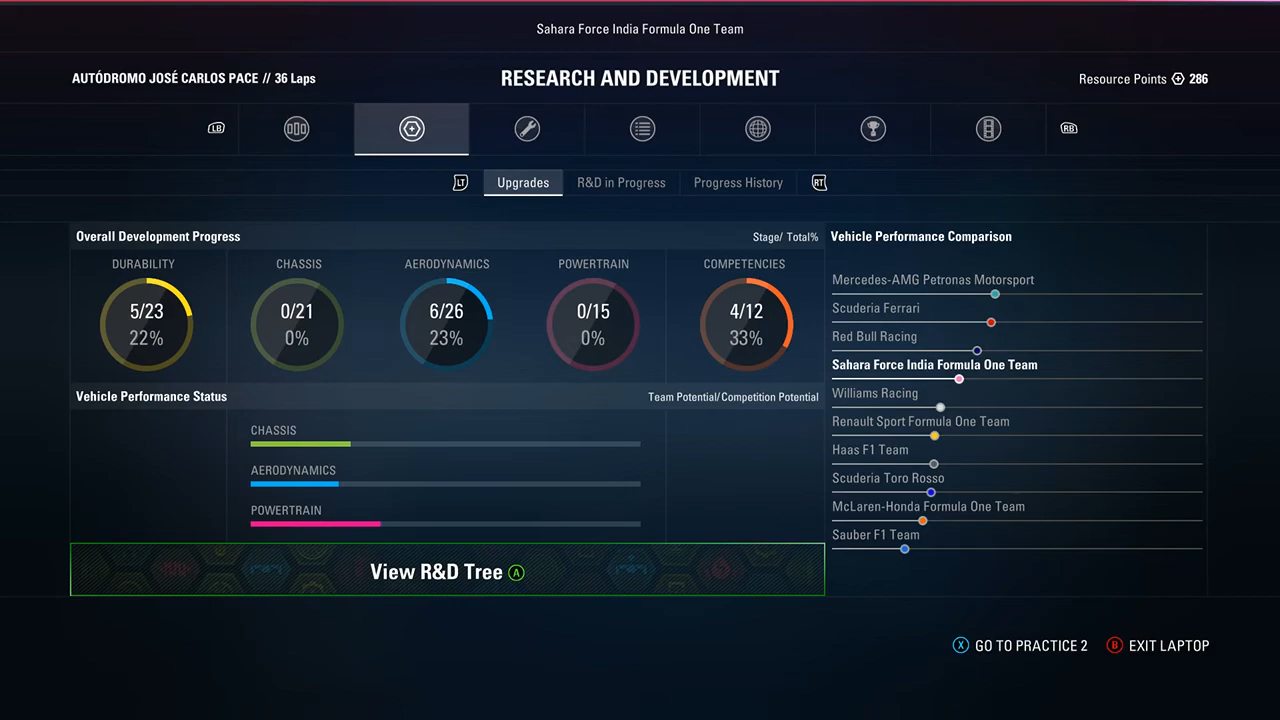 Sahara Force India Formula One Team
AUTÓDROMO JOSÉ CARLOS PACE // 36 Laps
RESEARCH AND DEVELOPMENT
Resource Points 286
LB
RB
LT
Upgrades
R&D in Progress
Progress History
RT
Overall Development Progress
Stage/ Total%
DURABILITY
CHASSIS
AERODYNAMICS
POWERTRAIN
COMPETENCIES
5/23
0/21
6/26
0/15
4/12
22%
0%
23%
0%
33%
Vehicle Performance Status
Team Potential/Competition Potential
CHASSIS
AERODYNAMICS
POWERTRAIN
View R&D Tree A
Vehicle Performance Comparison
Mercedes-AMG Petronas Motorsport
Scuderia Ferrari
Red Bull Racing
Sahara Force India Formula One Team
Williams Racing
Renault Sport Formula One Team
Haas F1 Team
Scuderia Toro Rosso
McLaren-Honda Formula One Team
Sauber F1 Team
X GO TO PRACTICE 2
B EXIT LAPTOP